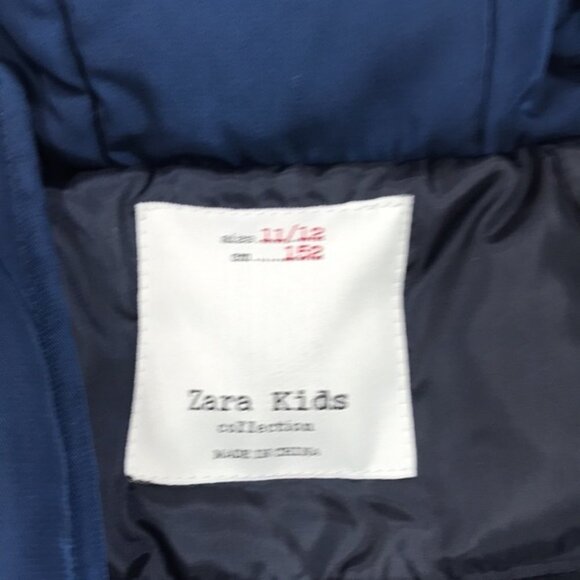 size 11/12
cm......152
Zara Kids
collection
MADE IN CHINA